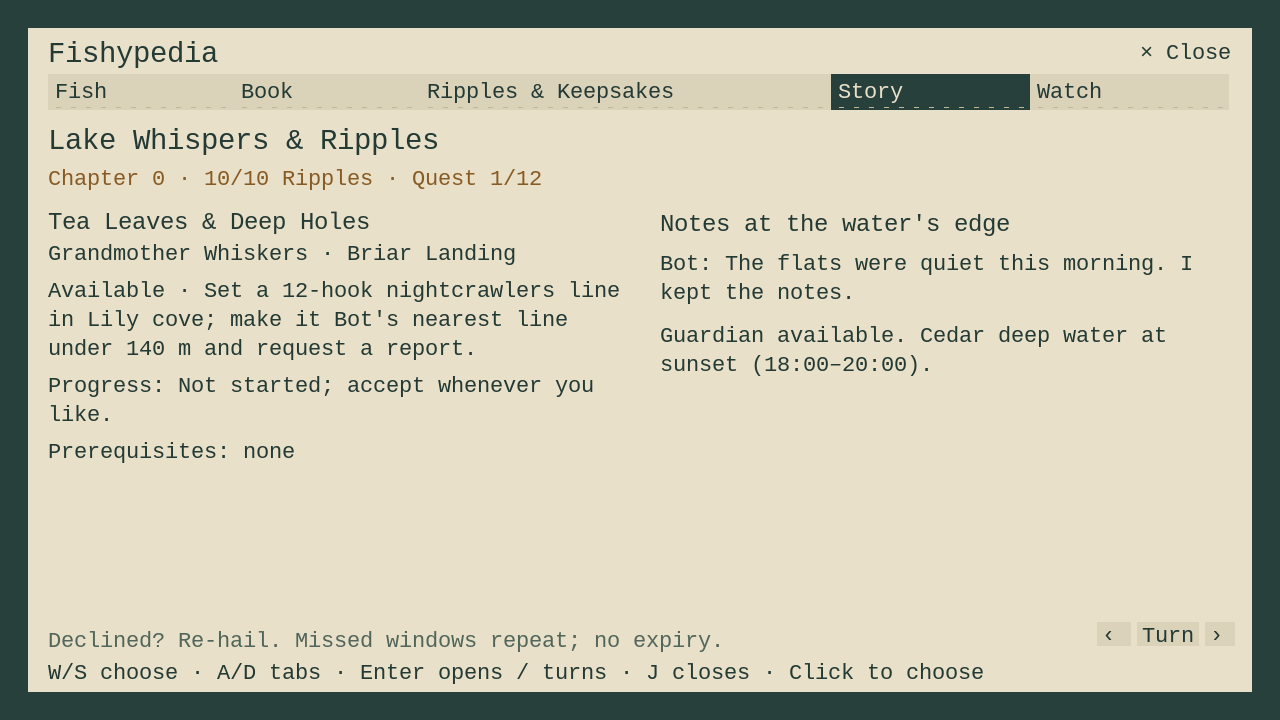 Fishypedia
× Close
Fish Book Ripples & Keepsakes Story Watch
Lake Whispers & Ripples
Chapter 0 · 10/10 Ripples · Quest 1/12
Tea Leaves & Deep Holes
Grandmother Whiskers · Briar Landing
Available · Set a 12-hook nightcrawlers line
in Lily cove; make it Bot's nearest line
under 140 m and request a report.
Progress: Not started; accept whenever you
like.
Prerequisites: none
Notes at the water's edge
Bot: The flats were quiet this morning. I
kept the notes.
Guardian available. Cedar deep water at
sunset (18:00–20:00).
Declined? Re-hail. Missed windows repeat; no expiry.
‹ Turn ›
W/S choose · A/D tabs · Enter opens / turns · J closes · Click to choose